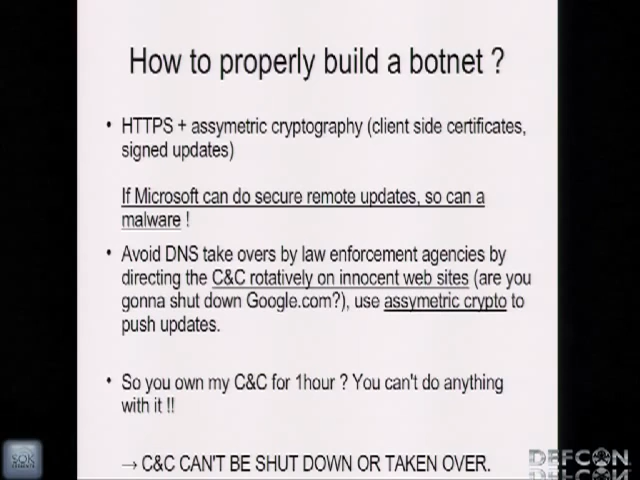 How to properly build a botnet ?
• HTTPS + assymetric cryptography (client side certificates,
signed updates)
If Microsoft can do secure remote updates, so can a
malware !
• Avoid DNS take overs by law enforcement agencies by
directing the C&C rotatively on innocent web sites (are you
gonna shut down Google.com?), use assymetric crypto to
push updates.
• So you own my C&C for 1hour ? You can't do anything
with it !!
→ C&C CAN'T BE SHUT DOWN OR TAKEN OVER.
SOK
DEFCON